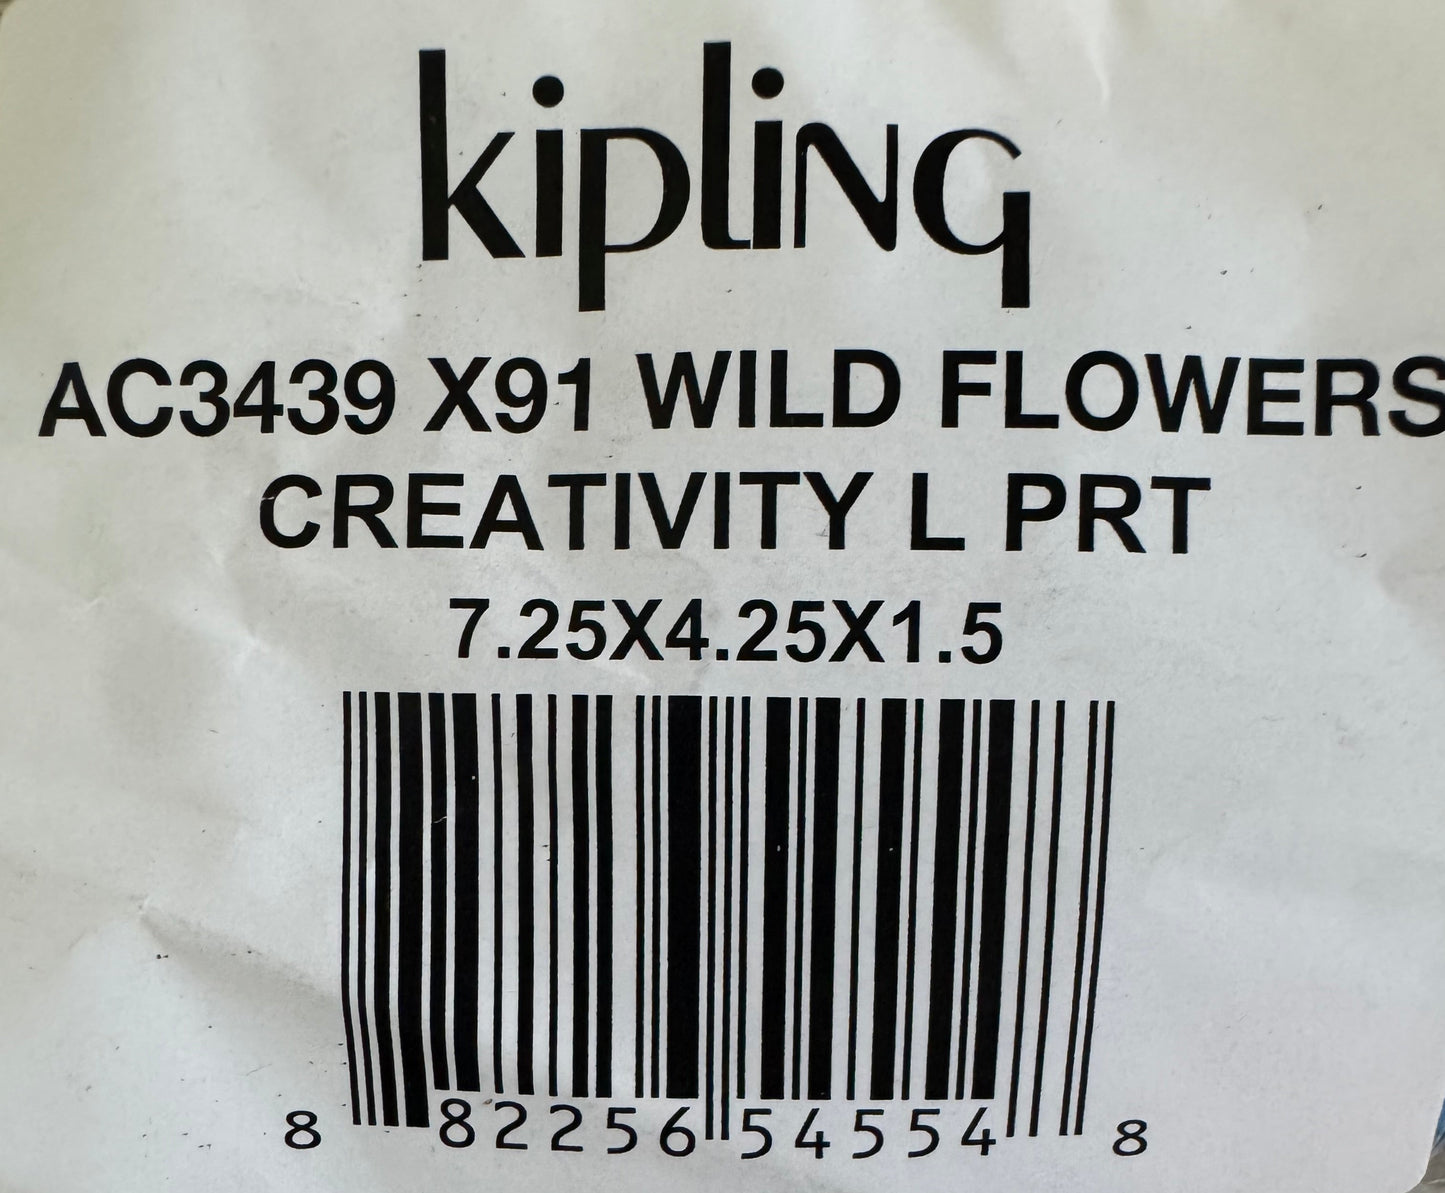 kipling
AC3439 X91 WILD FLOWERS
CREATIVITY L PRT
7.25X4.25X1.5
8 82256 54554 8